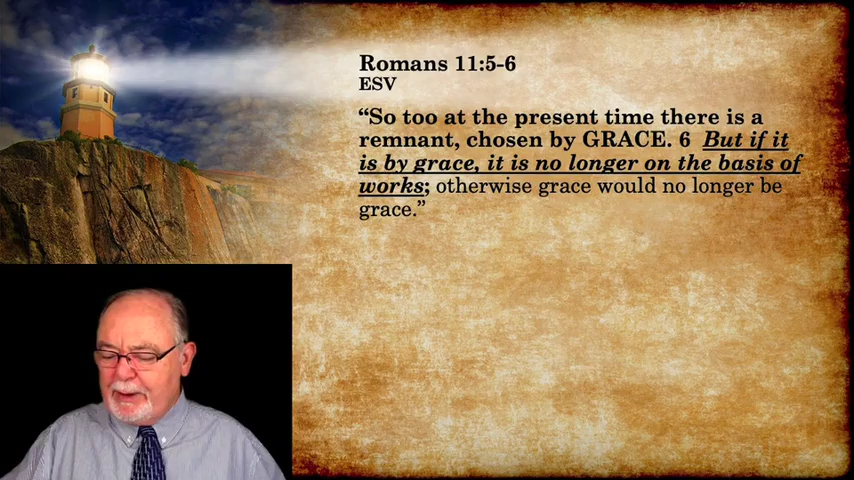 Romans 11:5-6
ESV
“So too at the present time there is a
remnant, chosen by GRACE. 6 But if it
is by grace, it is no longer on the basis of
works; otherwise grace would no longer be
grace.”